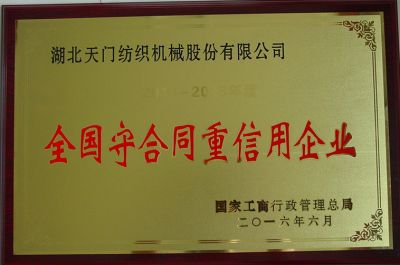 湖北天门纺织机械股份有限公司
全国守合同重信用企业
国家工商行政管理总局
二〇一六年六月